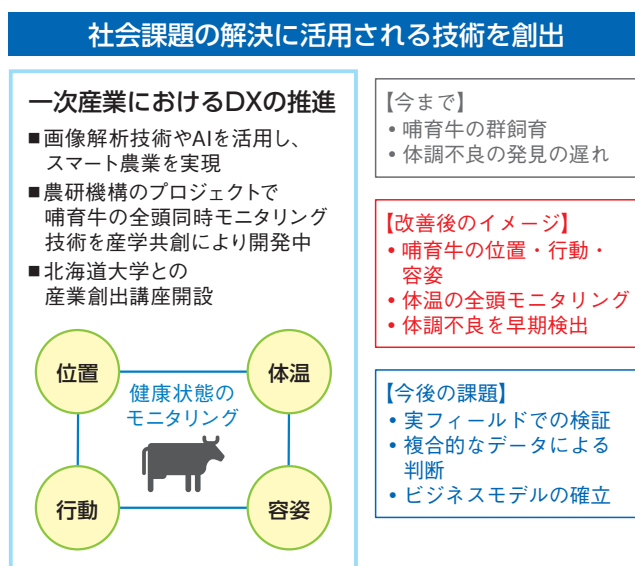 社会課題の解決に活用される技術を創出
一次産業におけるDXの推進
■画像解析技術やAIを活用し、
スマート農業を実現
■農研機構のプロジェクトで
哺育牛の全頭同時モニタリング
技術を産学共創により開発中
■北海道大学との
産業創出講座開設
位置
体温
健康状態の
モニタリング
行動
容姿
【今まで】
• 哺育牛の群飼育
• 体調不良の発見の遅れ
【改善後のイメージ】
• 哺育牛の位置・行動・
容姿
• 体温の全頭モニタリング
• 体調不良を早期検出
【今後の課題】
• 実フィールドでの検証
• 複合的なデータによる
判断
• ビジネスモデルの確立